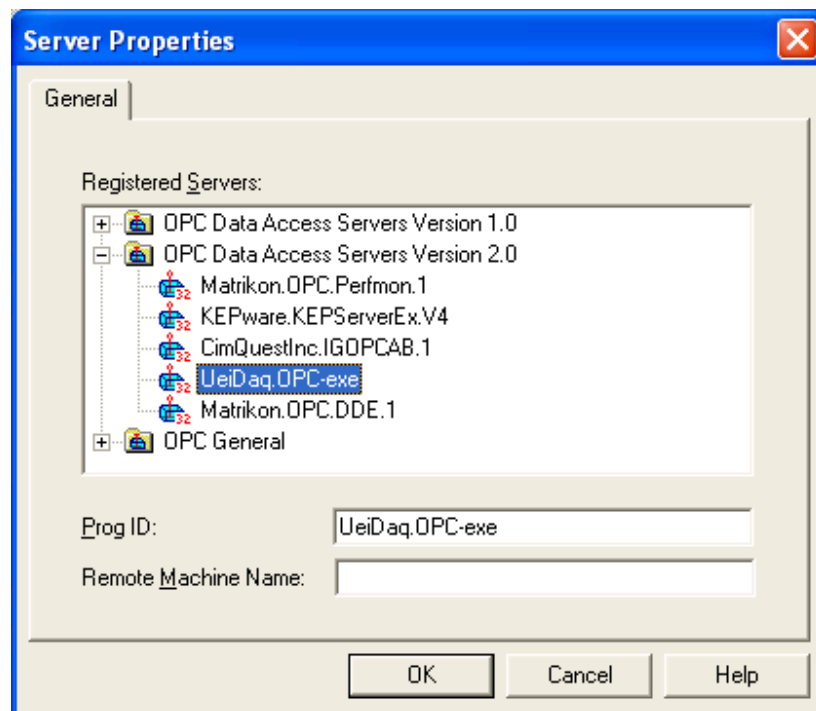 Server Properties
General
Registered Servers:
OPC Data Access Servers Version 1.0
OPC Data Access Servers Version 2.0
Matrikon.OPC.Perfmon.1
KEPware.KEPServerEx.V4
CimQuestInc.IGOPCAB.1
UeiDaq.OPC-exe
Matrikon.OPC.DDE.1
OPC General
Prog ID: UeiDaq.OPC-exe
Remote Machine Name:
OK Cancel Help